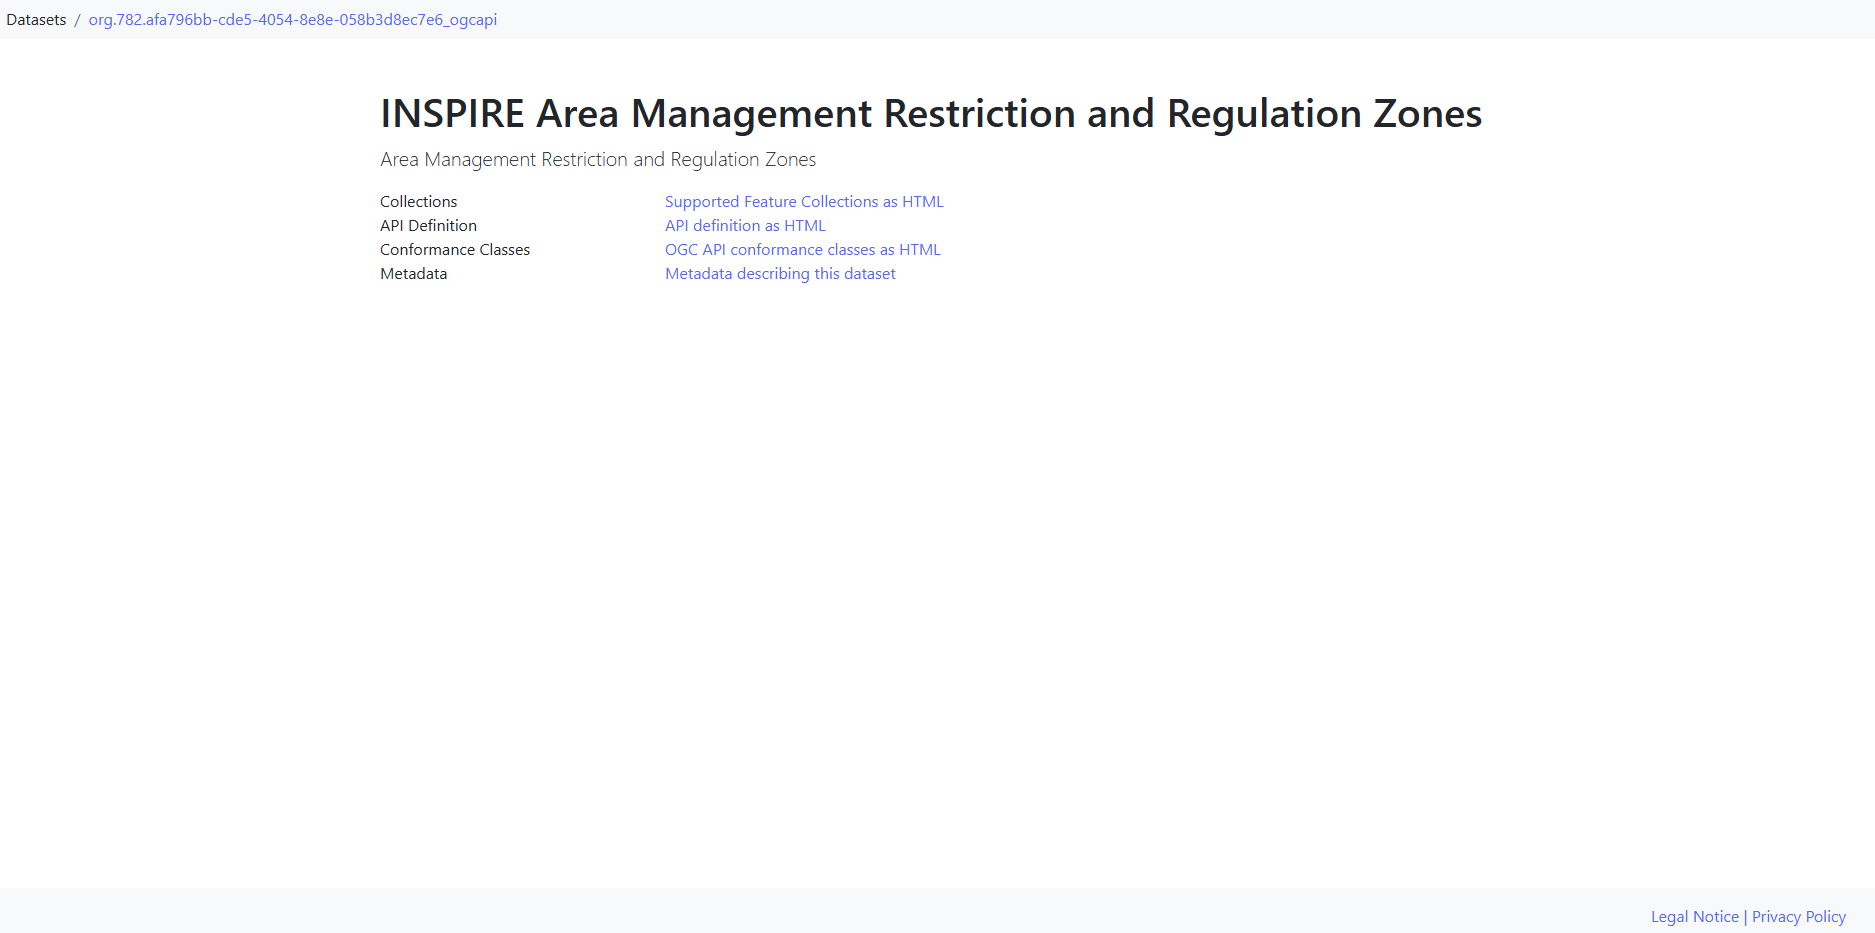 Datasets / org.782.afa796bb-cde5-4054-8e8e-058b3d8ec7e6_ogcapi
INSPIRE Area Management Restriction and Regulation Zones
Area Management Restriction and Regulation Zones
Collections Supported Feature Collections as HTML
API Definition API definition as HTML
Conformance Classes OGC API conformance classes as HTML
Metadata Metadata describing this dataset
Legal Notice | Privacy Policy